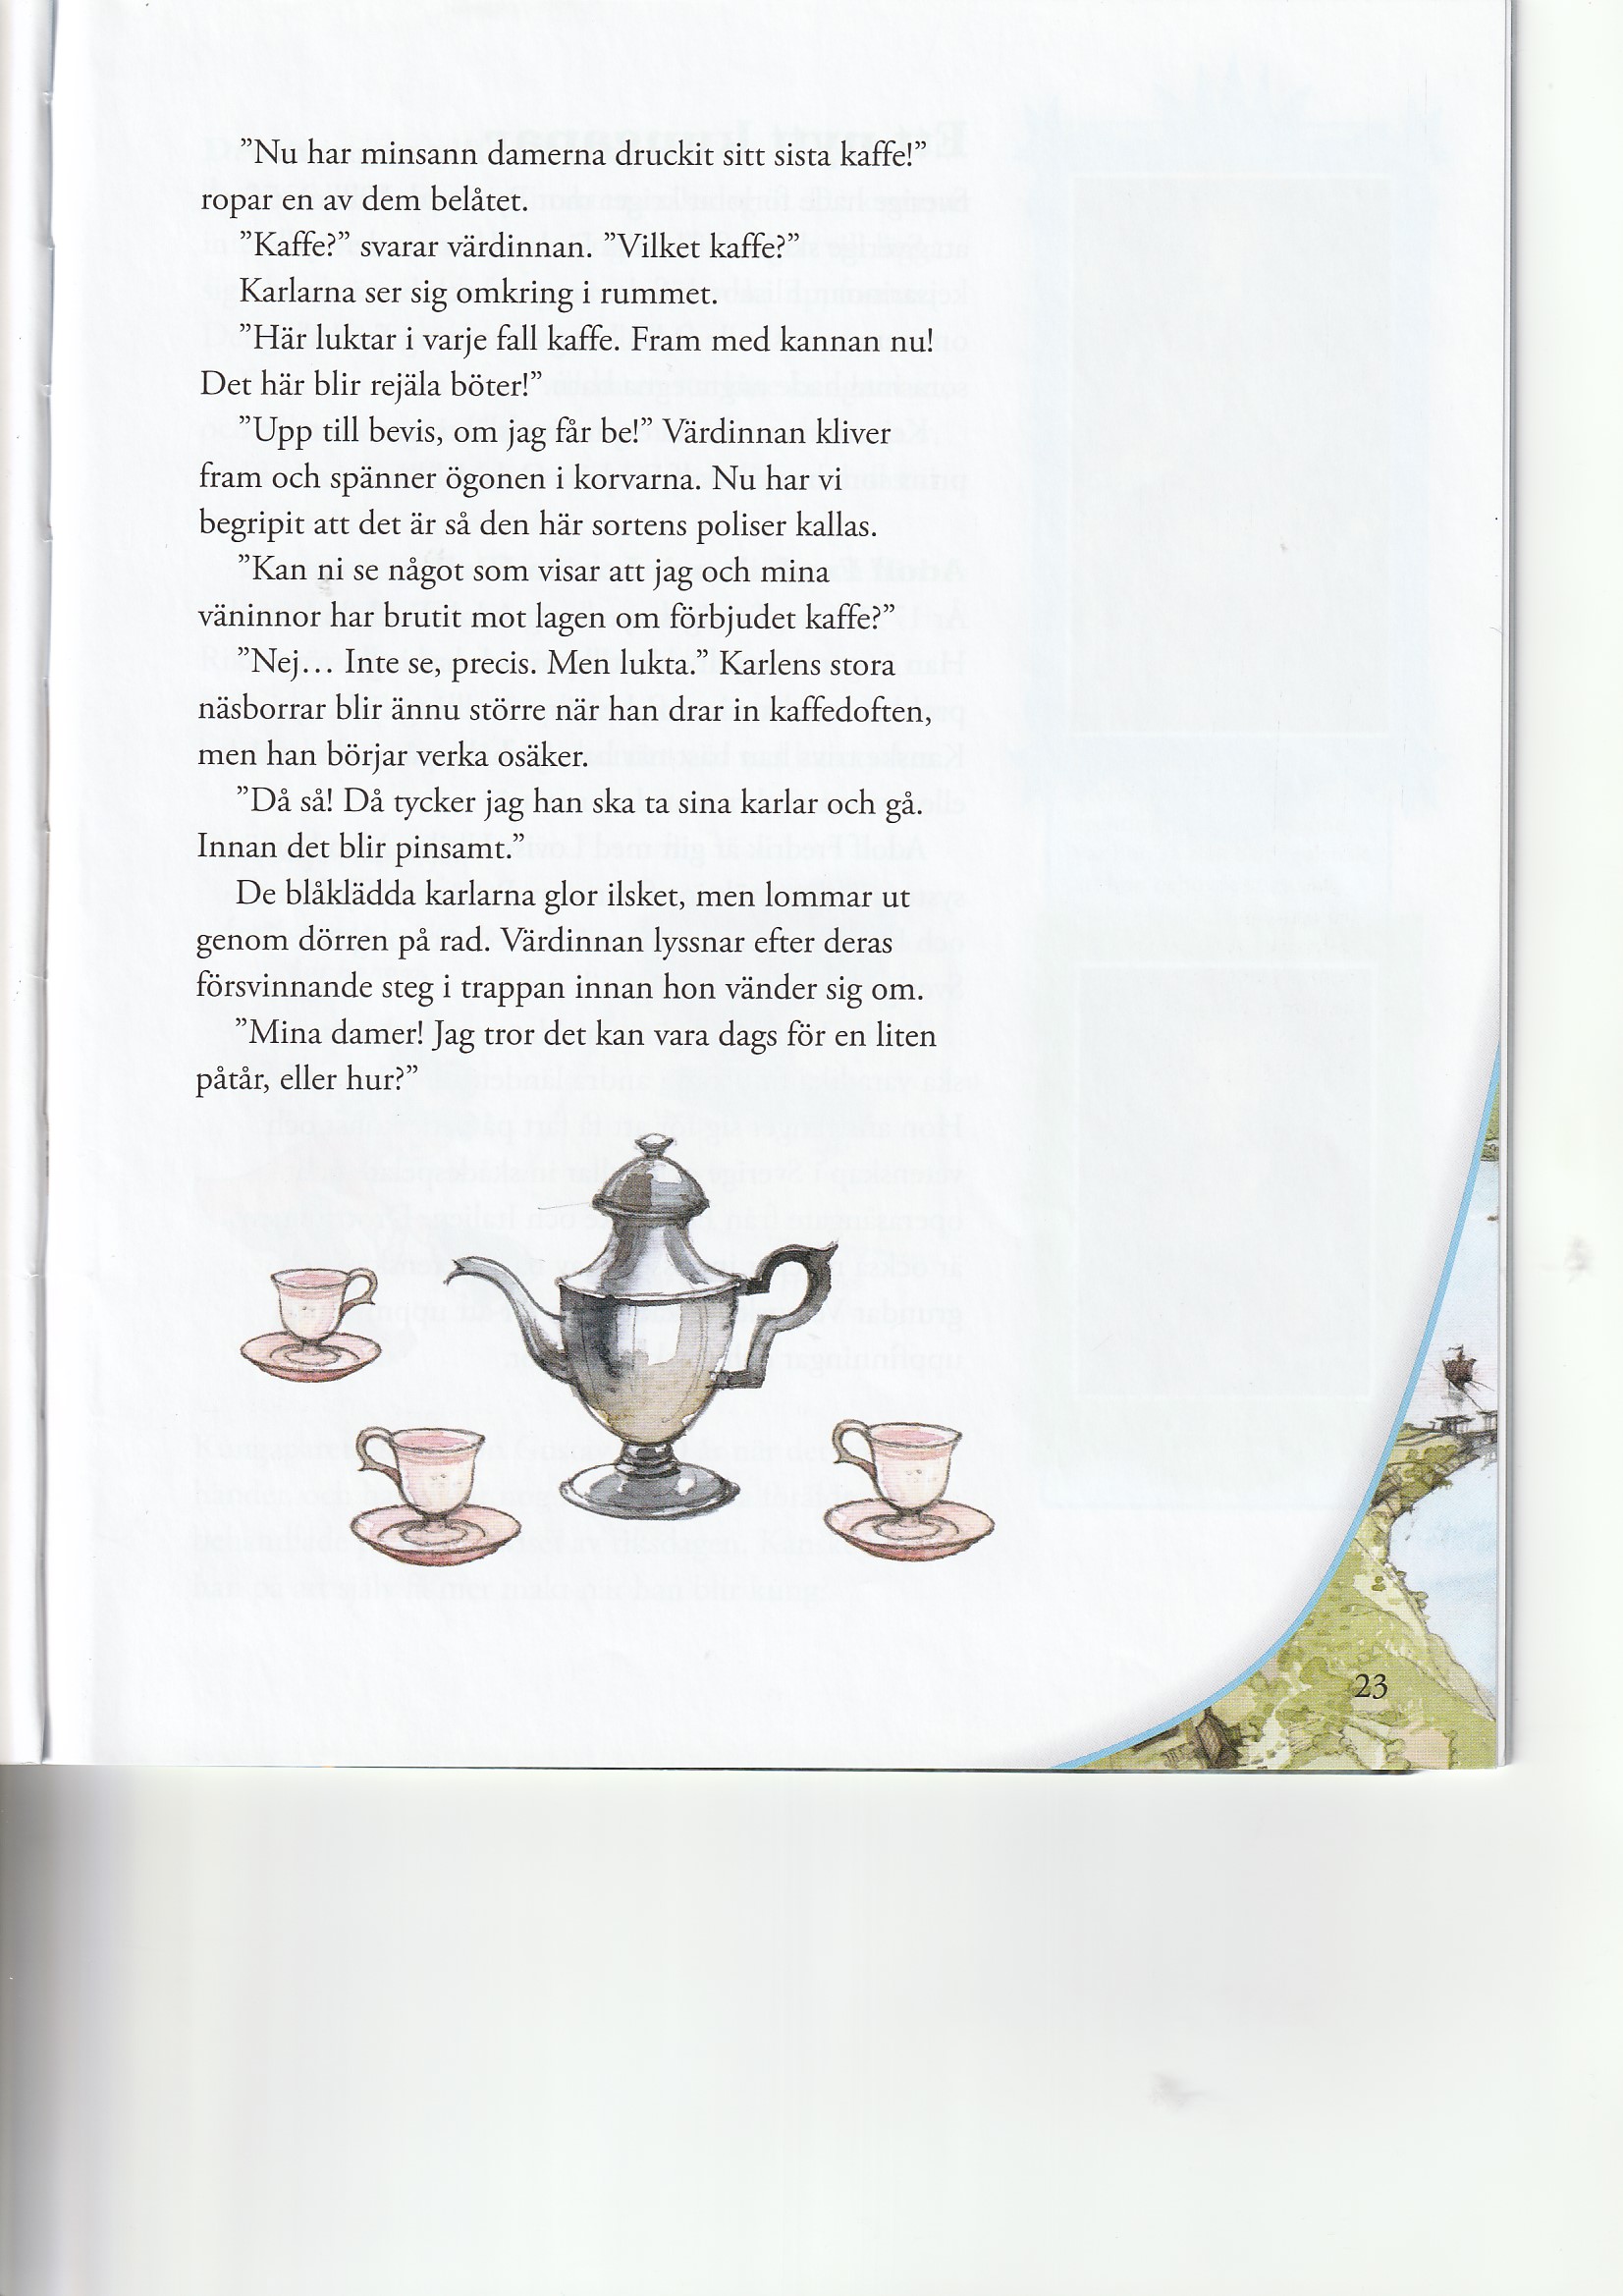 ”Nu har minsann damerna druckit sitt sista kaffe!”
ropar en av dem belåtet.
”Kaffe?” svarar värdinnan. ”Vilket kaffe?”
Karlarna ser sig omkring i rummet.
”Här luktar i varje fall kaffe. Fram med kannan nu!
Det här blir rejäla böter!”
”Upp till bevis, om jag får be!” Värdinnan kliver
fram och spänner ögonen i korvarna. Nu har vi
begripit att det är så den här sortens poliser kallas.
”Kan ni se något som visar att jag och mina
väninnor har brutit mot lagen om förbjudet kaffe?”
”Nej… Inte se, precis. Men lukta.” Karlens stora
näsborrar blir ännu större när han drar in kaffedoften,
men han börjar verka osäker.
”Då så! Då tycker jag han ska ta sina karlar och gå.
Innan det blir pinsamt.”
De blåklädda karlarna glor ilsket, men lommar ut
genom dörren på rad. Värdinnan lyssnar efter deras
försvinnande steg i trappan innan hon vänder sig om.
”Mina damer! Jag tror det kan vara dags för en liten
påtår, eller hur?”
23